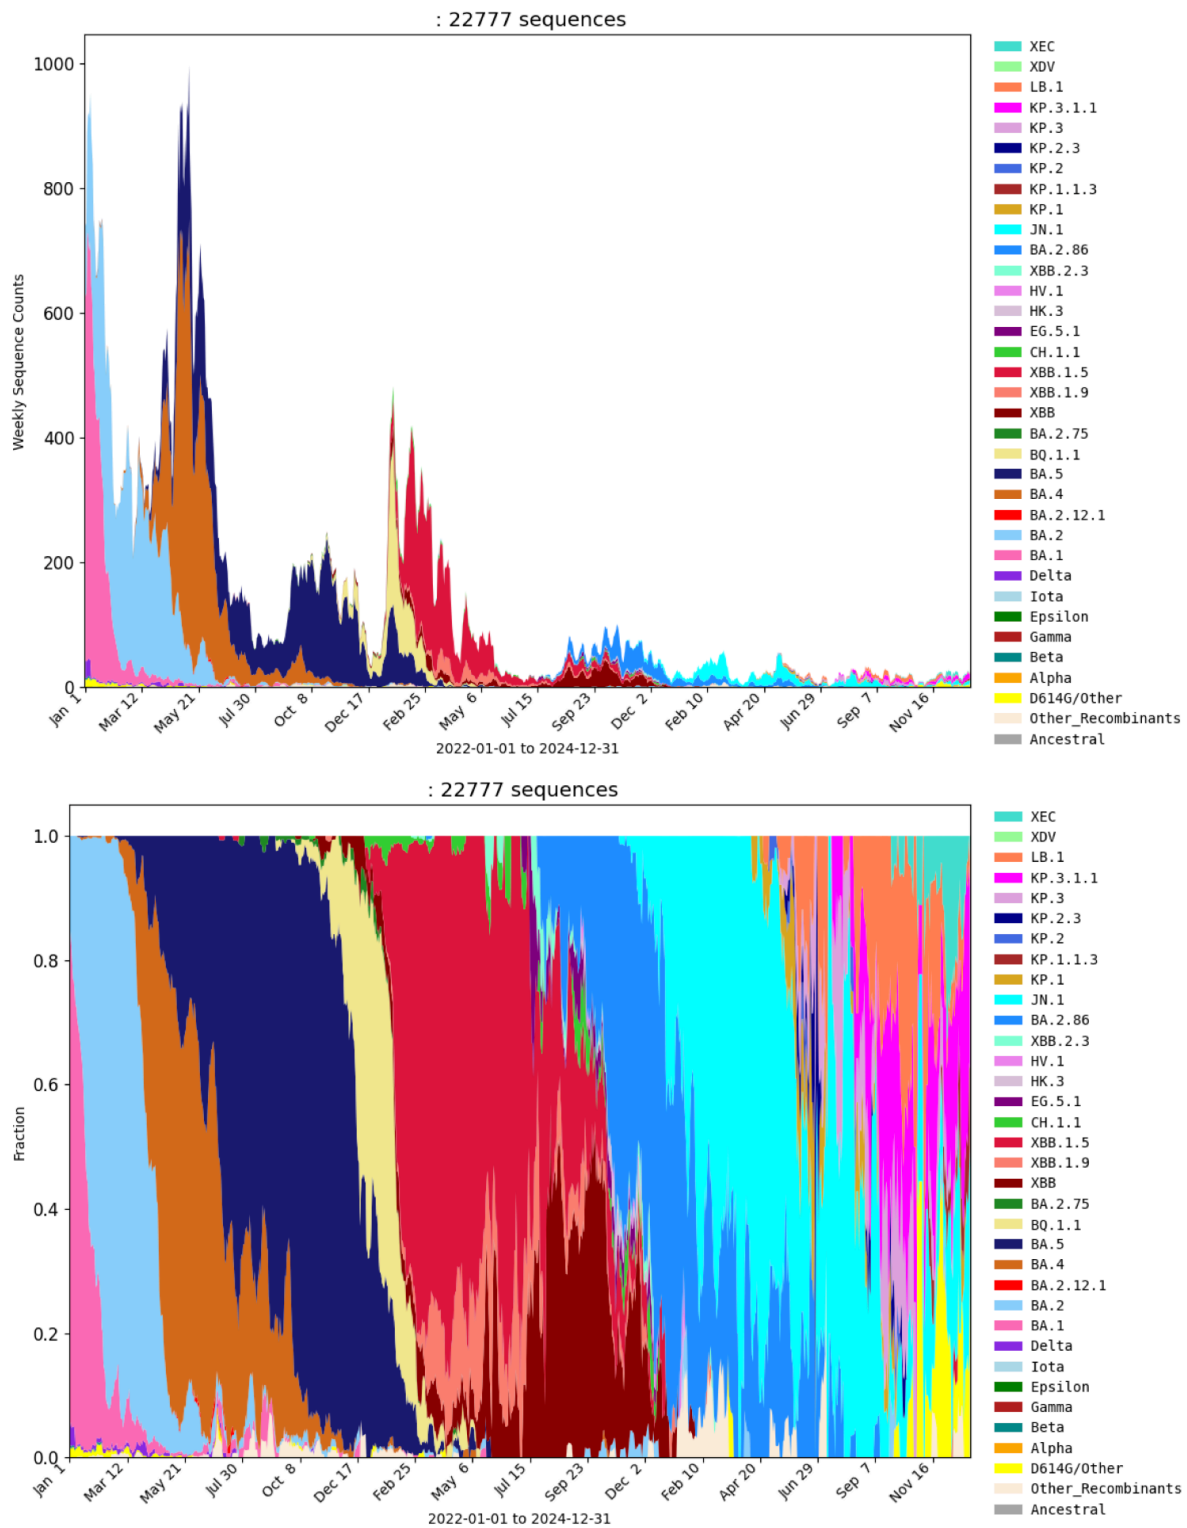 : 22777 sequences
1000
800
600
400
200
0
Weekly Sequence Counts
Jan 1
Mar 12
May 21
Jul 30
Oct 8
Dec 17
Feb 25
May 6
Jul 15
Sep 23
Dec 2
Feb 10
Apr 20
Jun 29
Sep 7
Nov 16
2022-01-01 to 2024-12-31
XEC
XDV
LB.1
KP.3.1.1
KP.3
KP.2.3
KP.2
KP.1.1.3
KP.1
JN.1
BA.2.86
XBB.2.3
HV.1
HK.3
EG.5.1
CH.1.1
XBB.1.5
XBB.1.9
XBB
BA.2.75
BQ.1.1
BA.5
BA.4
BA.2.12.1
BA.2
BA.1
Delta
Iota
Epsilon
Gamma
Beta
Alpha
D614G/Other
Other_Recombinants
Ancestral
: 22777 sequences
1.0
0.8
0.6
0.4
0.2
0.0
Fraction
Jan 1
Mar 12
May 21
Jul 30
Oct 8
Dec 17
Feb 25
May 6
Jul 15
Sep 23
Dec 2
Feb 10
Apr 20
Jun 29
Sep 7
Nov 16
2022-01-01 to 2024-12-31
XEC
XDV
LB.1
KP.3.1.1
KP.3
KP.2.3
KP.2
KP.1.1.3
KP.1
JN.1
BA.2.86
XBB.2.3
HV.1
HK.3
EG.5.1
CH.1.1
XBB.1.5
XBB.1.9
XBB
BA.2.75
BQ.1.1
BA.5
BA.4
BA.2.12.1
BA.2
BA.1
Delta
Iota
Epsilon
Gamma
Beta
Alpha
D614G/Other
Other_Recombinants
Ancestral